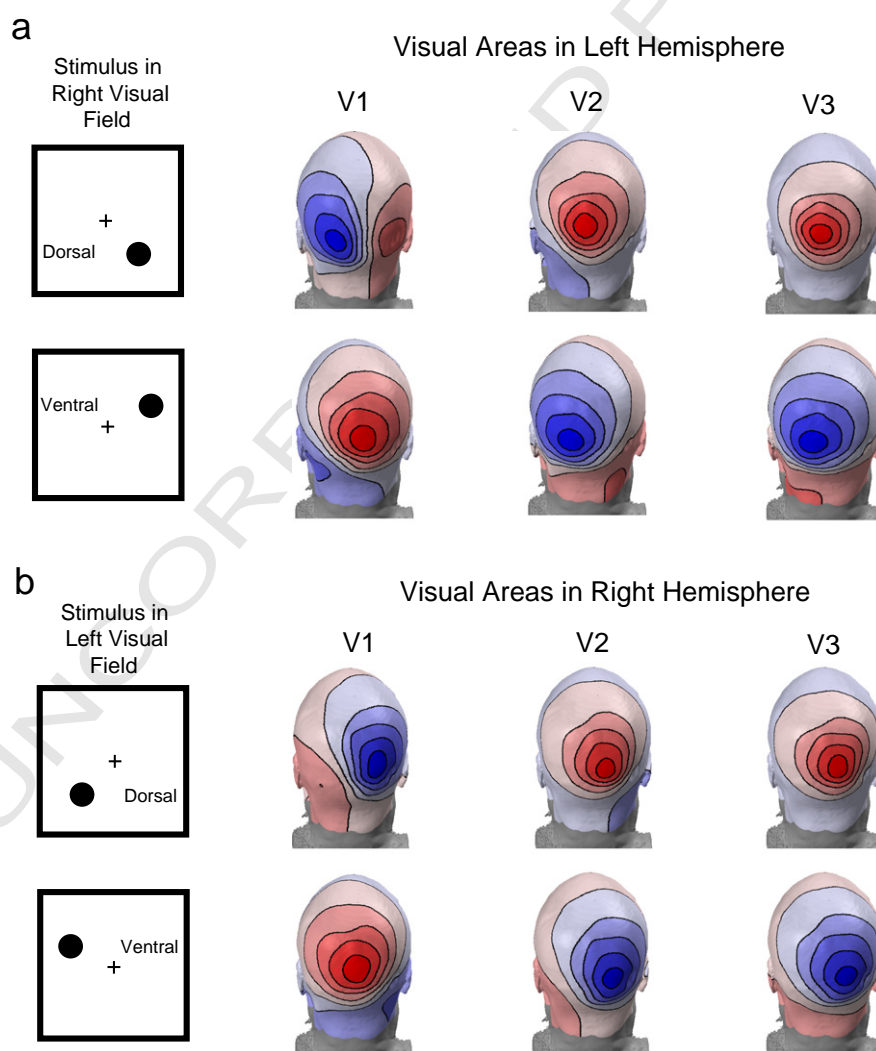 a
Visual Areas in Left Hemisphere
Stimulus in
Right Visual
Field
V1 V2 V3
Dorsal
Ventral
b
Visual Areas in Right Hemisphere
Stimulus in
Left Visual
Field
V1 V2 V3
Dorsal
Ventral